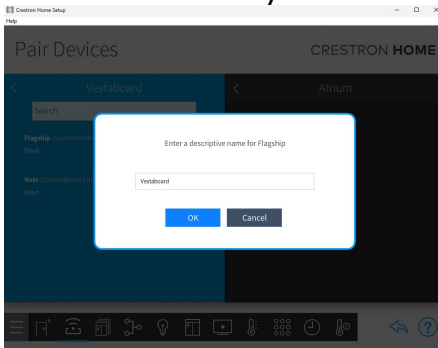 Crestron Home Setup
Help
Pair Devices
CRESTRON HOME
Vestaboard
Atrium
Search
Flagship
Cloud
Note
Cloud
Enter a descriptive name for Flagship
Vestaboard
OK
Cancel
?